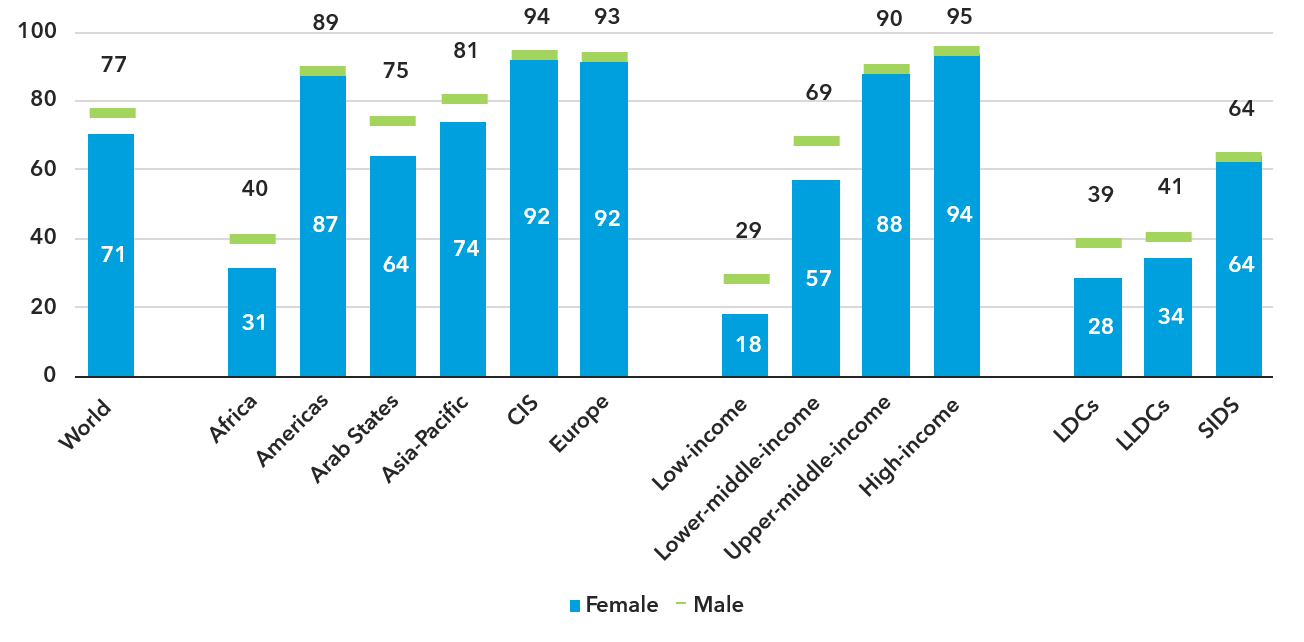 100
80
60
40
20
0
77
71
40
31
89
87
75
64
81
74
94
92
93
92
29
18
69
57
90
88
95
94
39
28
41
34
64
64
World
Africa
Americas
Arab States
Asia-Pacific
CIS
Europe
Low-income
Lower-middle-income
Upper-middle-income
High-income
LDCs
LLDCs
SIDS
Female
Male